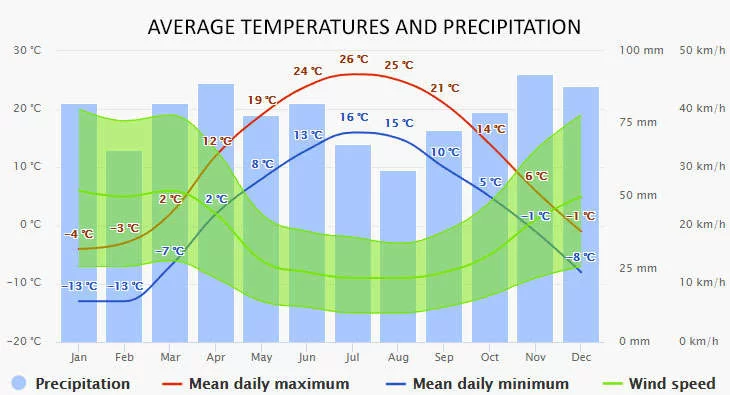 AVERAGE TEMPERATURES AND PRECIPITATION
30 °C 100 mm 50 km/h
26 °C
24 °C 25 °C
19 °C 21 °C
20 °C 40 km/h
75 mm
16 °C
13 °C 15 °C
12 °C 14 °C
10 °C 30 km/h
8 °C 10 °C
6 °C
5 °C
50 mm
2 °C 2 °C
–4 °C –3 °C –1 °C –1 °C
0 °C 20 km/h
–7 °C –8 °C
25 mm
–10 °C 10 km/h
–13 °C –13 °C
–20 °C 0 mm 0 km/h
Jan Feb Mar Apr May Jun Jul Aug Sep Oct Nov Dec
Precipitation Mean daily maximum Mean daily minimum Wind speed